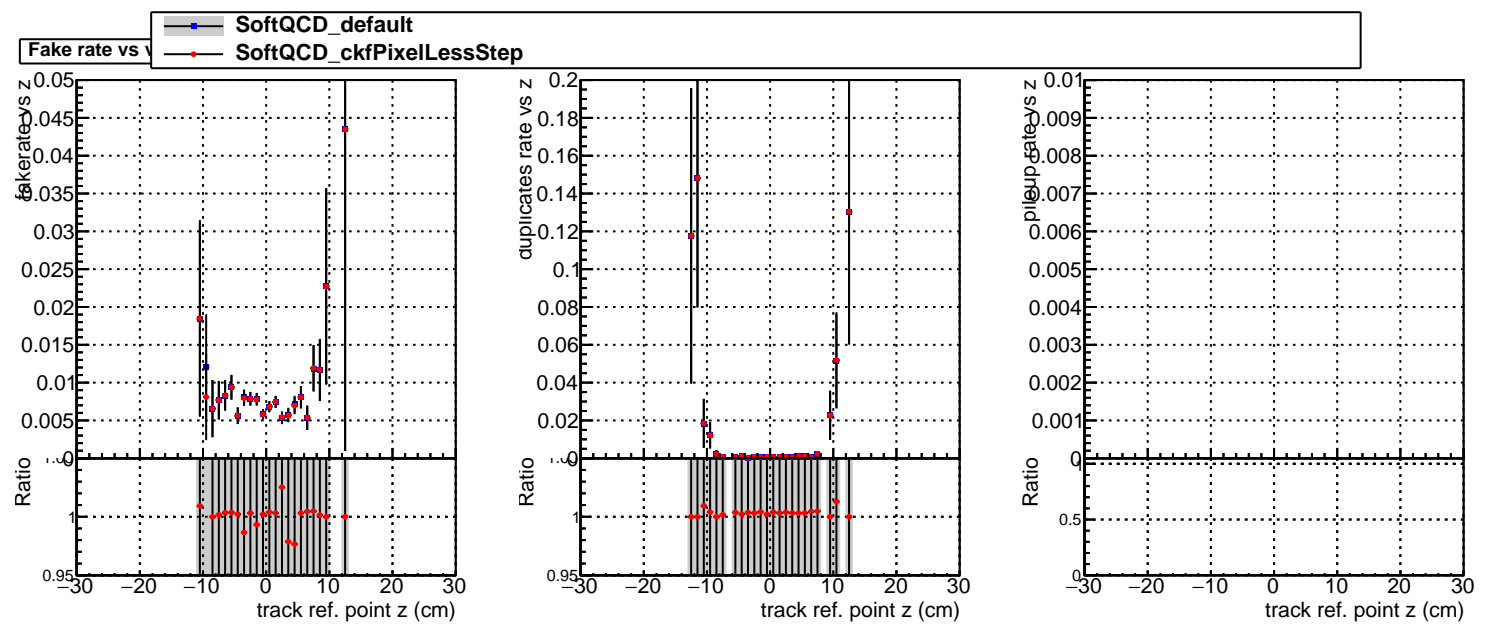 SoftQCD_default
SoftQCD_ckfPixelLessStep
Fake rate vs
fakerate vs z
0.05
0.045
0.04
0.035
0.03
0.025
0.02
0.015
0.01
0.005
0
Ratio
1
0.95
−30 −20 −10 0 10 20 30
track ref. point z (cm)
duplicates rate vs z
0.2
0.18
0.16
0.14
0.12
0.1
0.08
0.06
0.04
0.02
0
Ratio
1
0.95
−30 −20 −10 0 10 20 30
track ref. point z (cm)
pileup rate vs z
0.01
0.009
0.008
0.007
0.006
0.005
0.004
0.003
0.002
0.001
0
Ratio
1
0.5
0
−30 −20 −10 0 10 20 30
track ref. point z (cm)